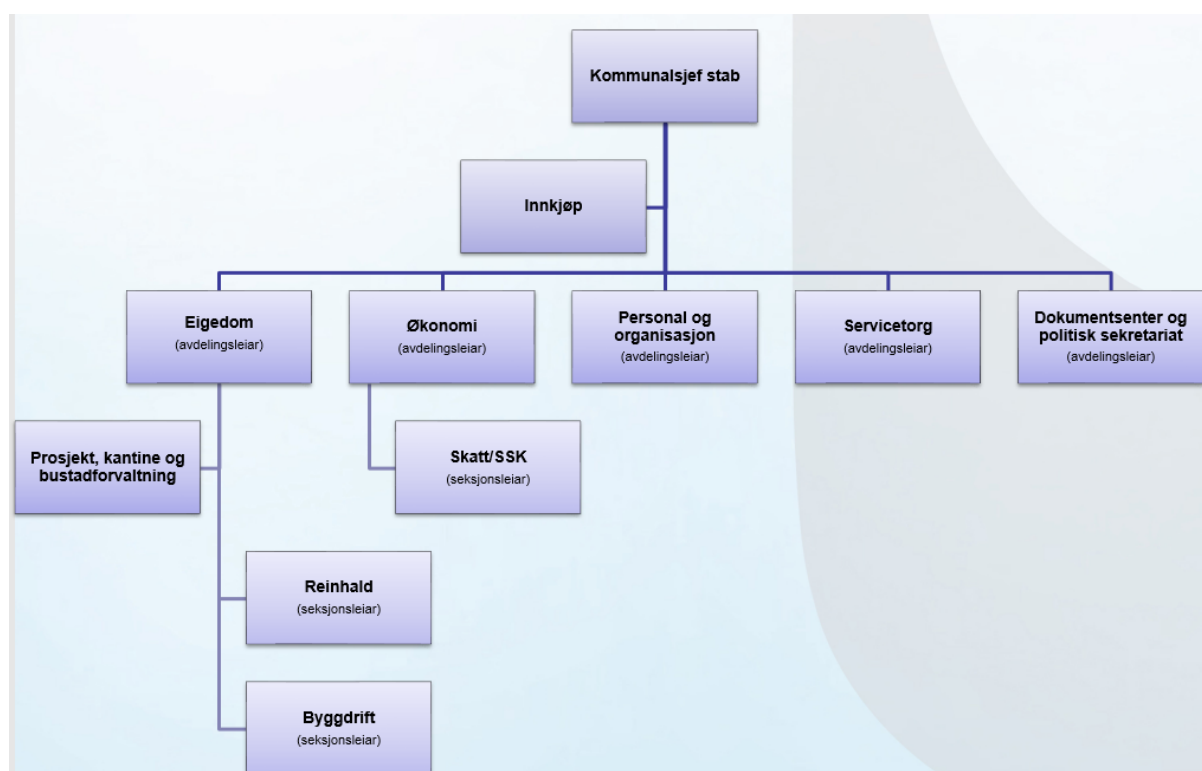 Kommunalsjef stab
Innkjøp
Eigedom
(avdelingsleiar)
Økonomi
(avdelingsleiar)
Personal og
organisasjon
(avdelingsleiar)
Servicetorg
(avdelingsleiar)
Dokumentsenter og
politisk sekretariat
(avdelingsleiar)
Prosjekt, kantine og
bustadforvaltning
Skatt/SSK
(seksjonsleiar)
Reinhald
(seksjonsleiar)
Byggdrift
(seksjonsleiar)